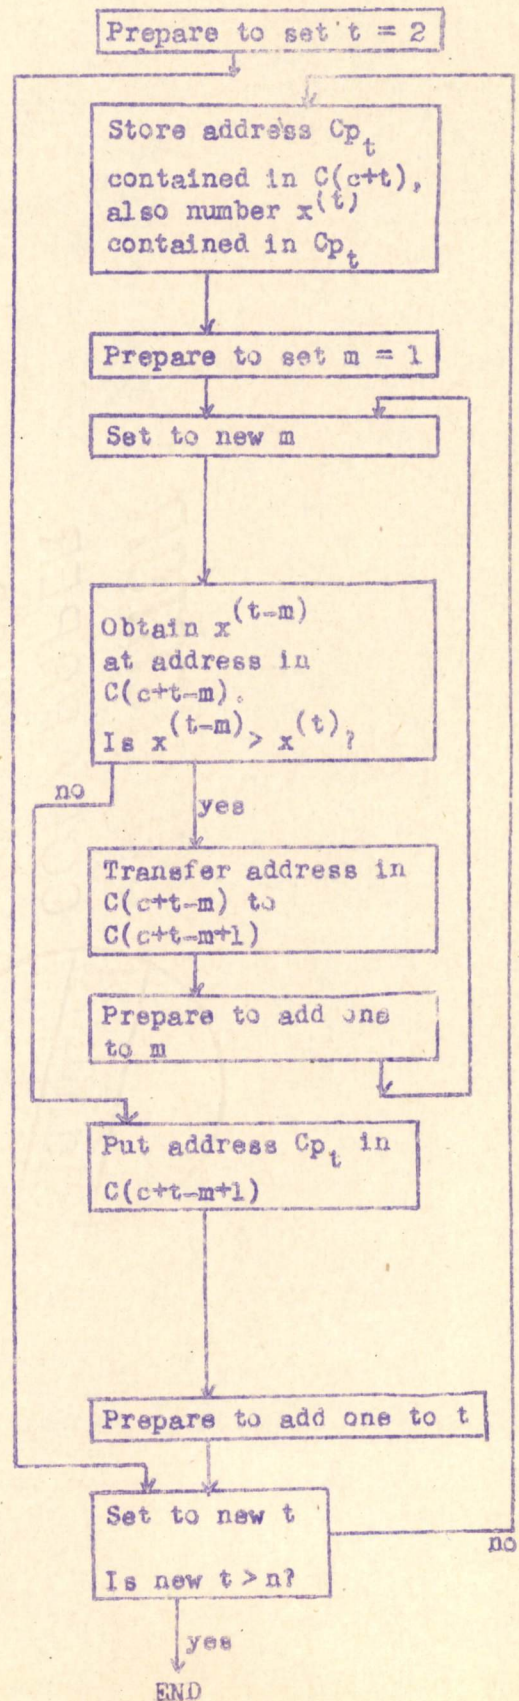 Prepare to set t = 2
Store address Cp_t
contained in C(c+t),
also number x^(t)
contained in Cp_t
Prepare to set m = 1
Set to new m
Obtain x^(t-m)
at address in
C(c+t-m).
Is x^(t-m) > x^(t)?
no
yes
Transfer address in
C(c+t-m) to
C(c+t-m+1)
Prepare to add one
to m
Put address Cp_t in
C(c+t-m+1)
Prepare to add one to t
Set to new t
Is new t > n?
no
yes
END